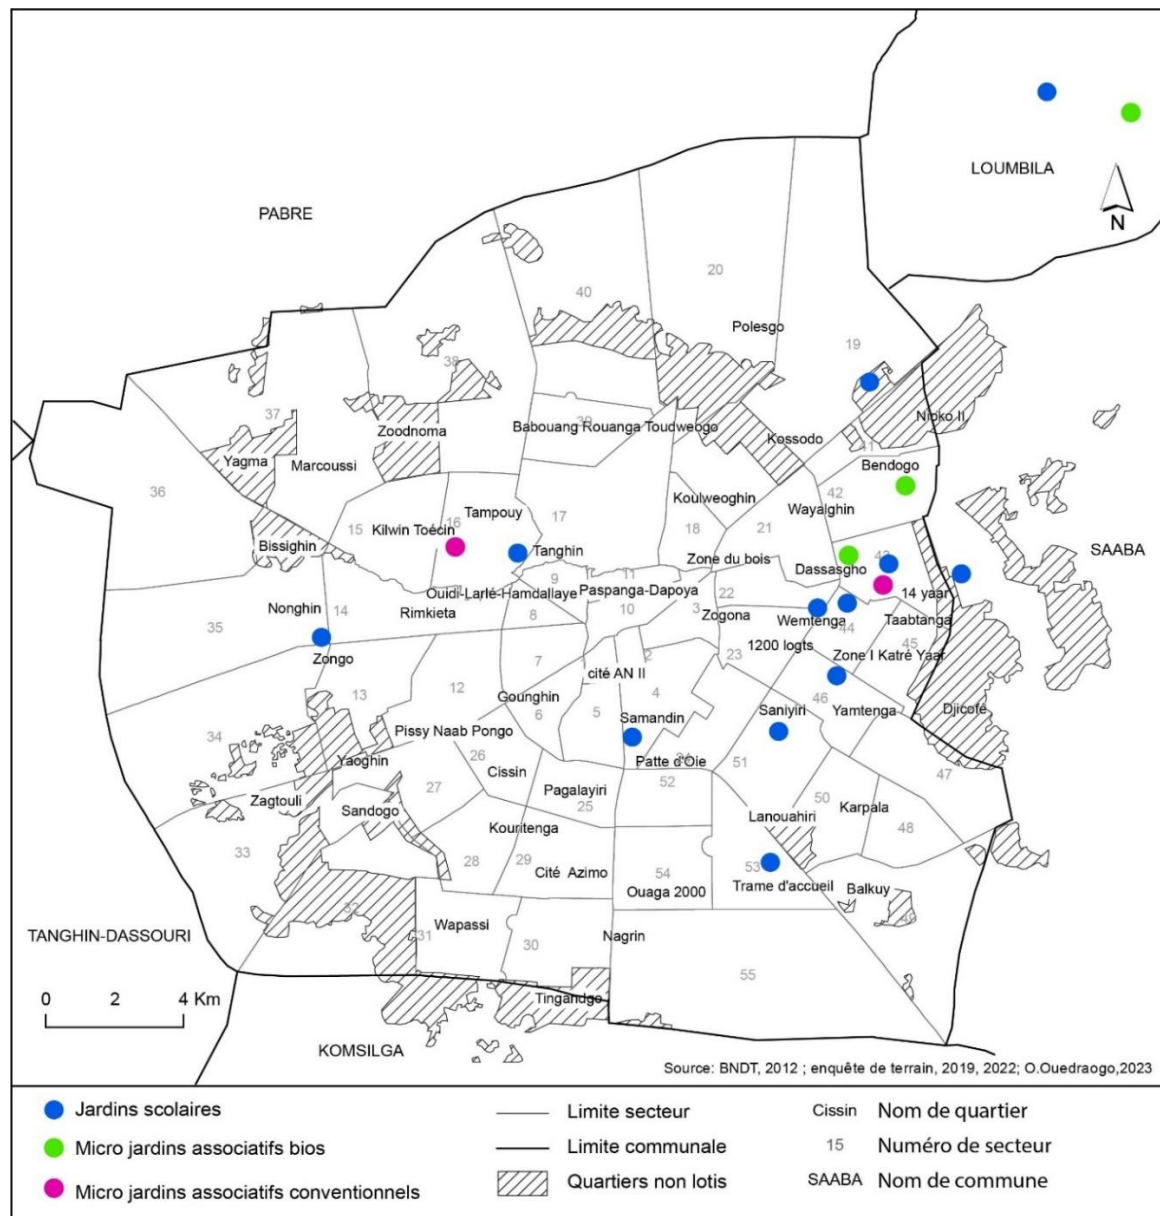 LOUMBILA
N
PABRE
20
40
Polesgo
19
38
37
Nioko II
Babouang Rouanga Toudweogo
Zoodnoma
Kossodo
41
Yagma
Marcoussi
Bendogo
36
42
Koulweoghin
Wayalghin
Tampouy
17
15
16
Kilwin Toécin
18
21
Bissighin
Tanghin
Zone du bois
43
SAABA
Dassasgho
9
11
Ouidi-Larlé-Hamdallaye
Paspanga-Dapoya
22
14 yaar
Nonghin
14
Rimkieta
8
10
3
Zogona
Wemtenga
Taabtanga
35
44
1200 logts
45
Zongo
7
2
23
Zone I Katré Yaar
cité AN II
13
12
Gounghin
4
46
Yamtenga
Djicofé
6
5
Samandin
Saniyiri
34
Pissy Naab Pongo
26
Yaoghin
Cissin
Patte d'Oie
51
47
27
52
Zagtouli
Pagalayiri
25
50
Sandogo
Karpala
Lanouahiri
Kouritenga
48
33
28
29
Cité Azimo
54
53
Ouaga 2000
Trame d'accueil
Balkuy
32
49
Wapassi
TANGHIN-DASSOURI
31
30
Nagrin
55
0 2 4 Km
Tingandgo
KOMSILGA
Source: BNDT, 2012 ; enquête de terrain, 2019, 2022; O.Ouedraogo,2023
Jardins scolaires
Limite secteur
Cissin Nom de quartier
Micro jardins associatifs bios
Limite communale
15 Numéro de secteur
Micro jardins associatifs conventionnels
Quartiers non lotis
SAABA Nom de commune